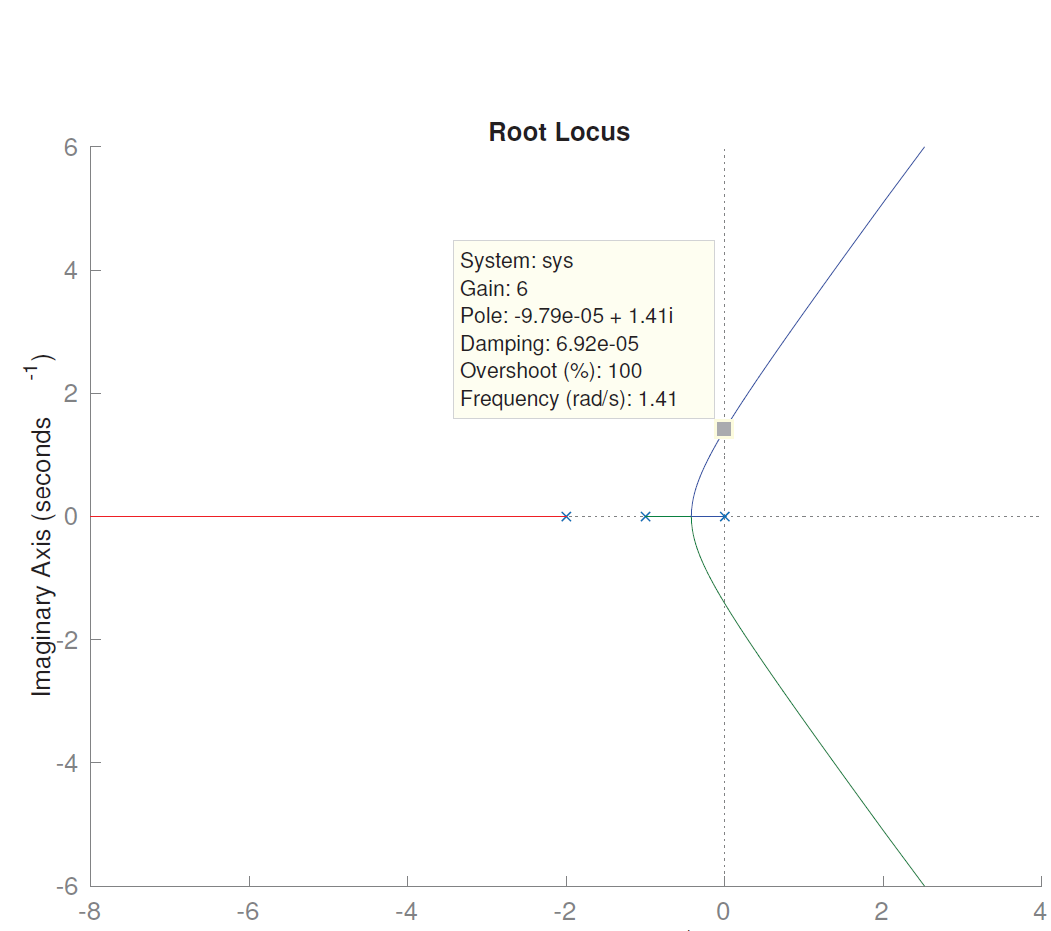 Root Locus
6
4
2
0
-2
-4
-6
Imaginary Axis (seconds⁻¹)
System: sys
Gain: 6
Pole: -9.79e-05 + 1.41i
Damping: 6.92e-05
Overshoot (%): 100
Frequency (rad/s): 1.41
-8 -6 -4 -2 0 2 4